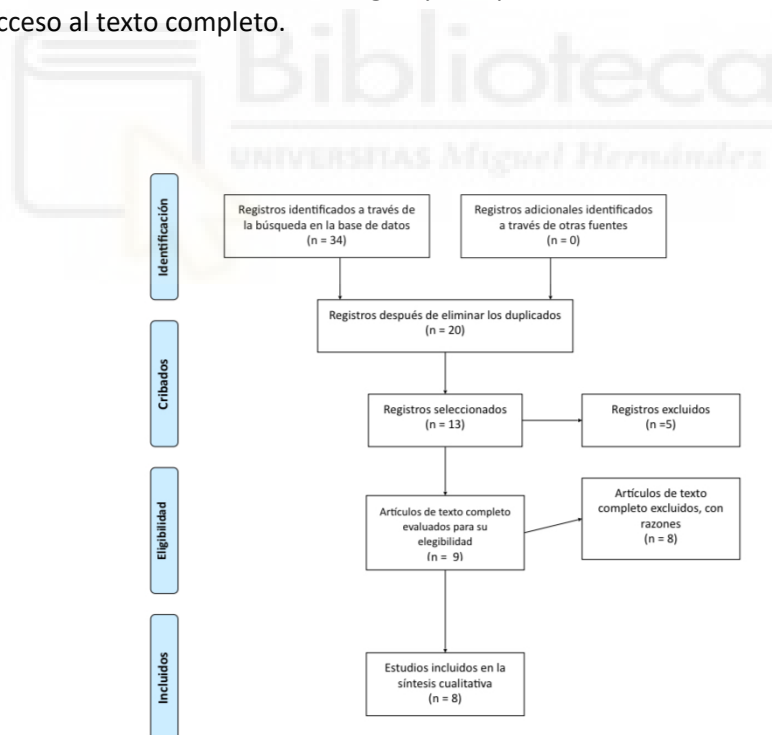 cceso al texto completo.
Biblioteca
UNIVERSITAS Miguel Hernández
Identificación
Registros identificados a través de
la búsqueda en la base de datos
(n = 34)
Registros adicionales identificados
a través de otras fuentes
(n = 0)
Registros después de eliminar los duplicados
(n = 20)
Cribados
Registros seleccionados
(n = 13)
Registros excluidos
(n =5)
Eligibilidad
Artículos de texto completo
evaluados para su
elegibilidad
(n = 9)
Artículos de texto
completo excluidos, con
razones
(n = 8)
Incluidos
Estudios incluidos en la
síntesis cualitativa
(n = 8)